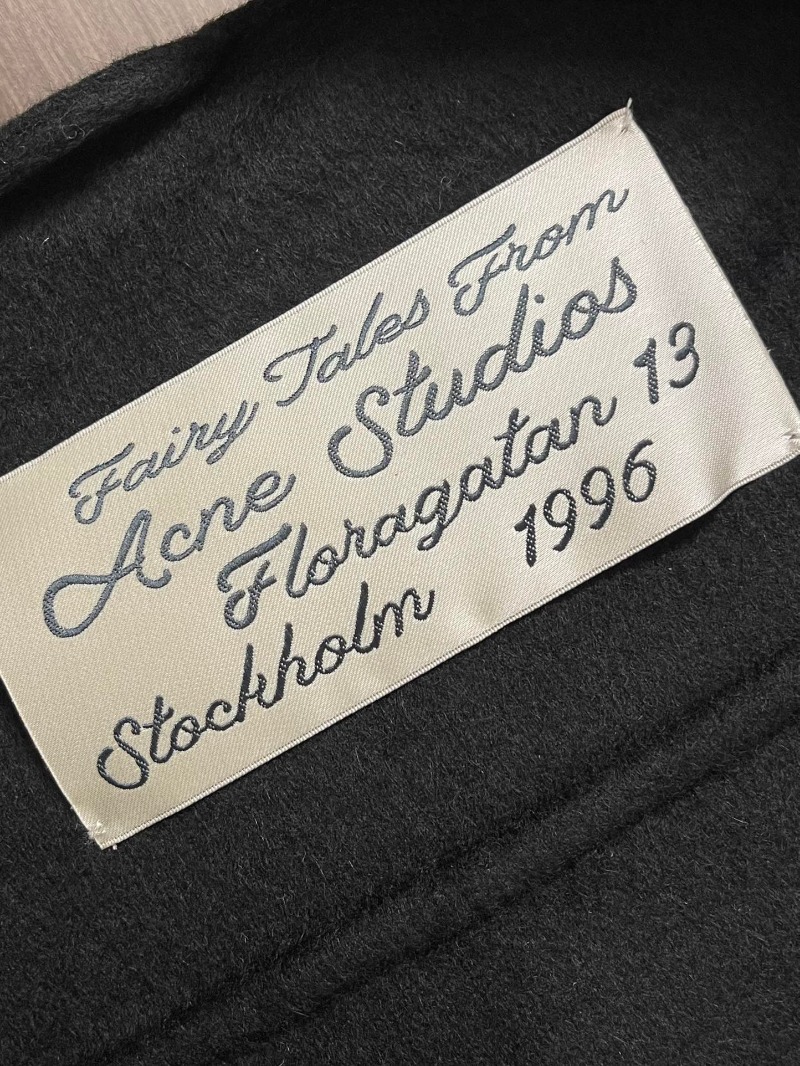 Fairy Tales From
Acne Studios
Floragatan 13
Stockholm 1996